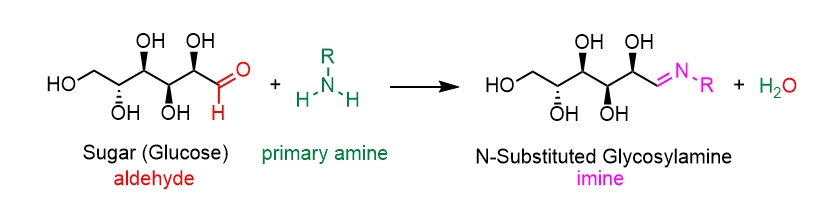 OH OH
O
HO
OH OH
H
+
R
N
H H
OH OH
HO
N
R
OH OH
+ H₂O
Sugar (Glucose)
aldehyde
primary amine
N-Substituted Glycosylamine
imine